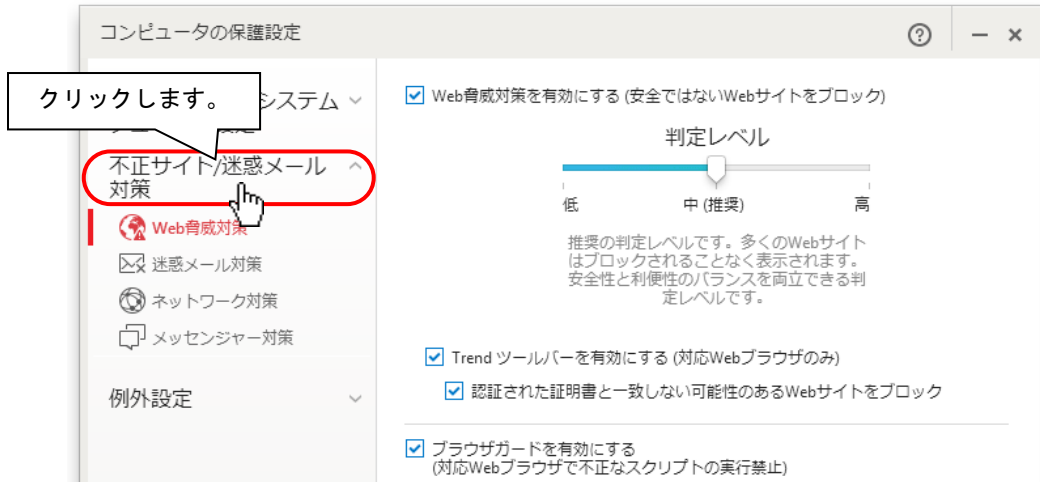 コンピュータの保護設定
クリックします。
システム
Web脅威対策を有効にする (安全ではないWebサイトをブロック)
判定レベル
低
中 (推奨)
高
推奨の判定レベルです。多くのWebサイト
はブロックされることなく表示されます。
安全性と利便性のバランスを両立できる判
定レベルです。
不正サイト/迷惑メール
対策
Web脅威対策
迷惑メール対策
ネットワーク対策
メッセンジャー対策
例外設定
Trend ツールバーを有効にする (対応Webブラウザのみ)
認証された証明書と一致しない可能性のあるWebサイトをブロック
ブラウザガードを有効にする
(対応Webブラウザで不正なスクリプトの実行禁止)